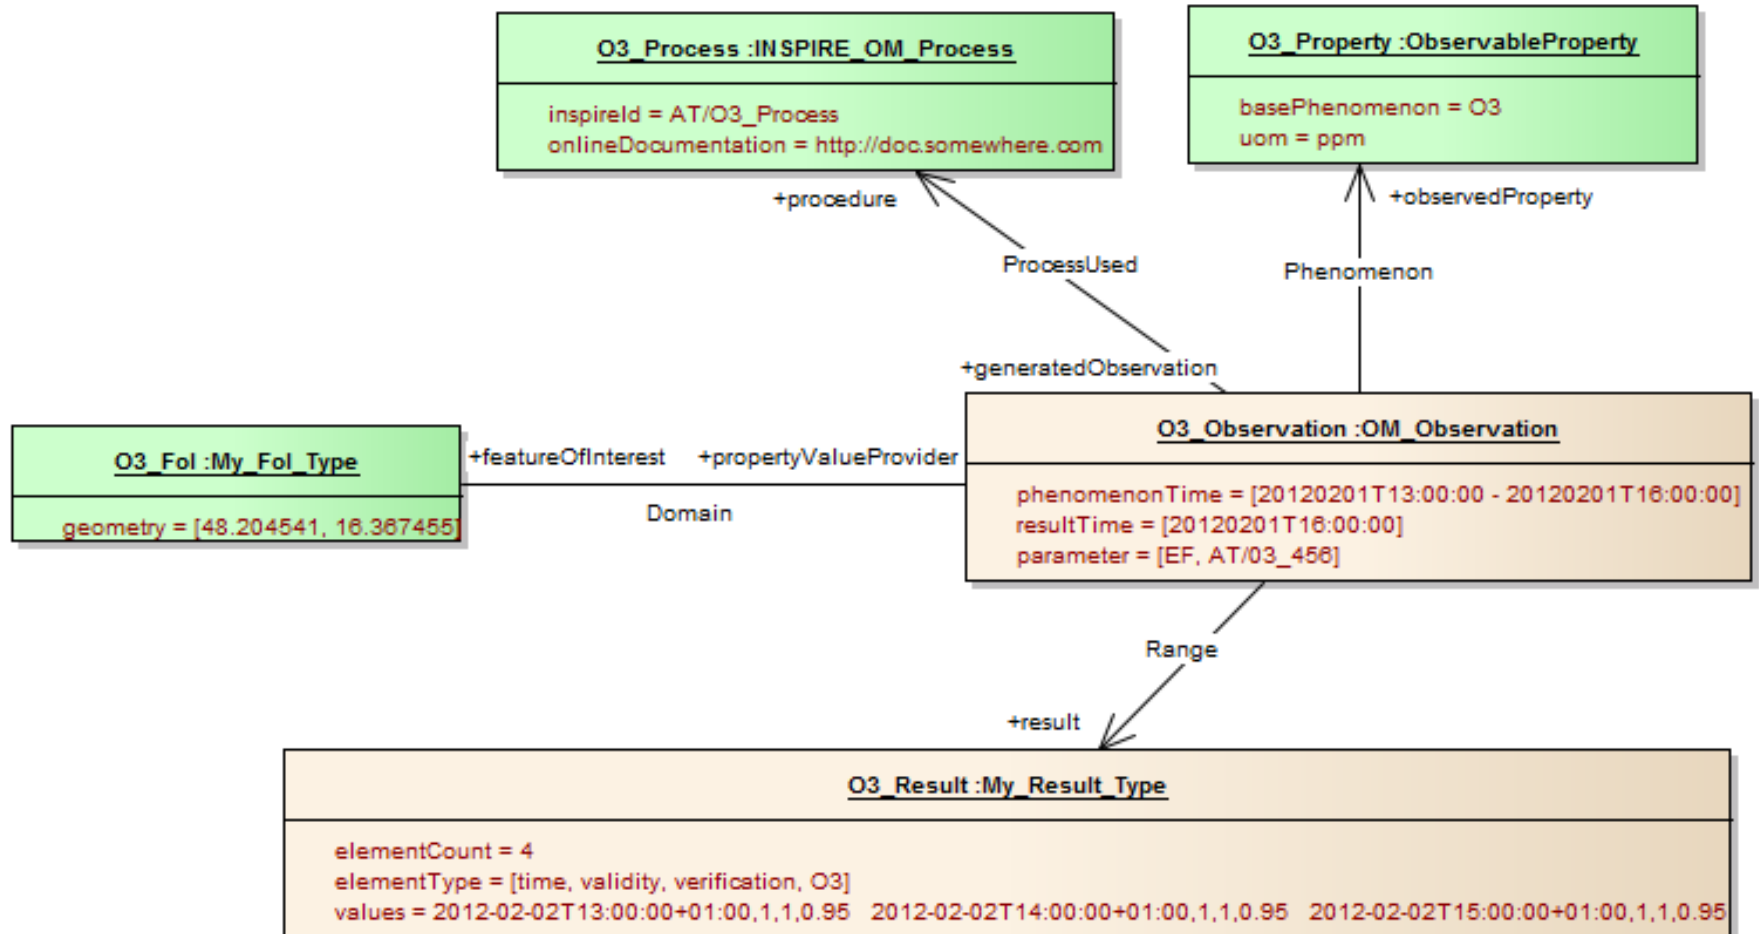 O3_Process :INSPIRE_OM_Process
inspireId = AT/O3_Process
onlineDocumentation = http://doc.somewhere.com
O3_Property :ObservableProperty
basePhenomenon = O3
uom = ppm
+procedure
+observedProperty
ProcessUsed
Phenomenon
+generatedObservation
O3_FoI :My_FoI_Type
geometry = [48.204541, 16.367455]
+featureOfInterest
+propertyValueProvider
Domain
O3_Observation :OM_Observation
phenomenonTime = [20120201T13:00:00 - 20120201T16:00:00]
resultTime = [20120201T16:00:00]
parameter = [EF, AT/03_456]
Range
+result
O3_Result :My_Result_Type
elementCount = 4
elementType = [time, validity, verification, O3]
values = 2012-02-02T13:00:00+01:00,1,1,0.95 2012-02-02T14:00:00+01:00,1,1,0.95 2012-02-02T15:00:00+01:00,1,1,0.95